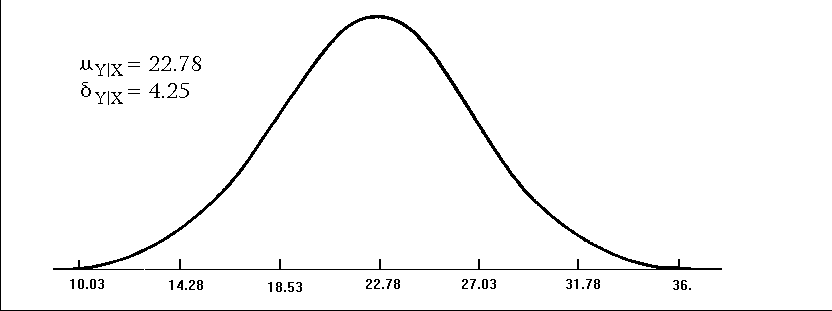 μY|X = 22.78
δY|X = 4.25
10.03 14.28 18.53 22.78 27.03 31.78 36.